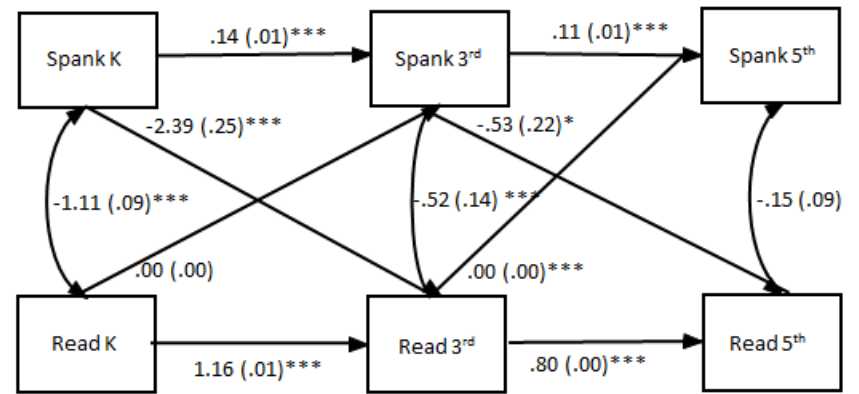 .14 (.01)***
.11 (.01)***
Spank K
Spank 3rd
Spank 5th
-2.39 (.25)***
-.53 (.22)*
-1.11 (.09)***
-.52 (.14) ***
-.15 (.09)
.00 (.00)
.00 (.00)***
Read K
Read 3rd
Read 5th
1.16 (.01)***
.80 (.00)***